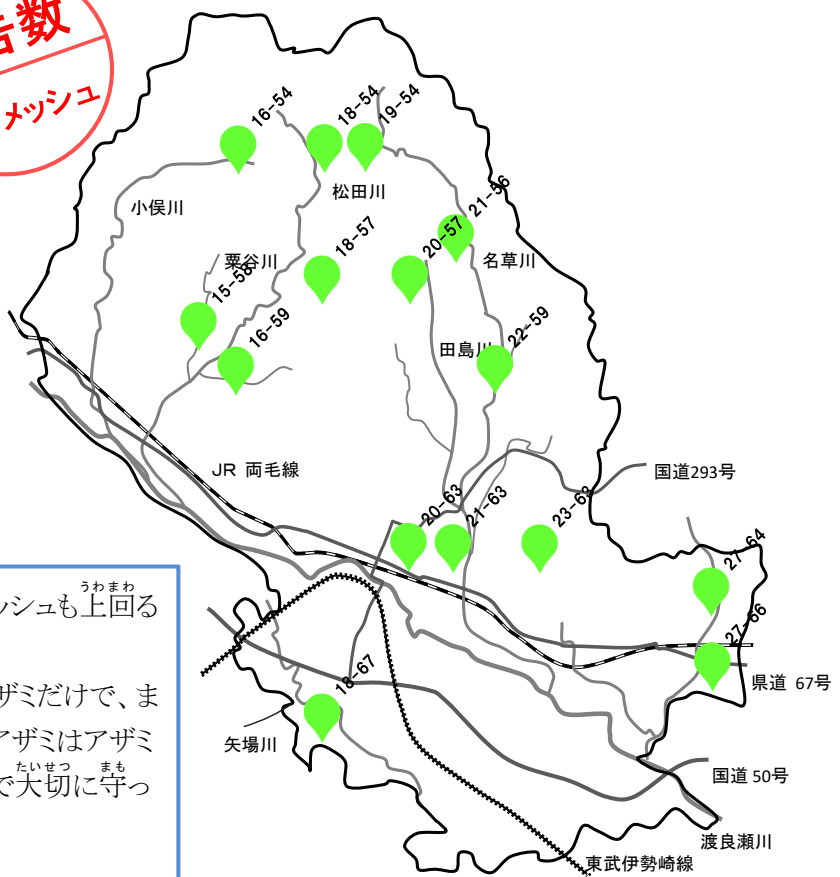 告数
メッシュ
16-54
18-54
19-54
小俣川
松田川
21-56
粟谷川
18-57
20-57
名草川
15-58
16-59
田島川
22-59
JR 両毛線
国道293号
20-63
21-63
23-63
27-64
27-66
県道 67号
18-67
矢場川
国道 50号
渡良瀬川
東武伊勢崎線
ッシュも上回る
うわまわ
ザミだけで、ま
アザミはアザミ
で大切に守っ
たいせつ まも